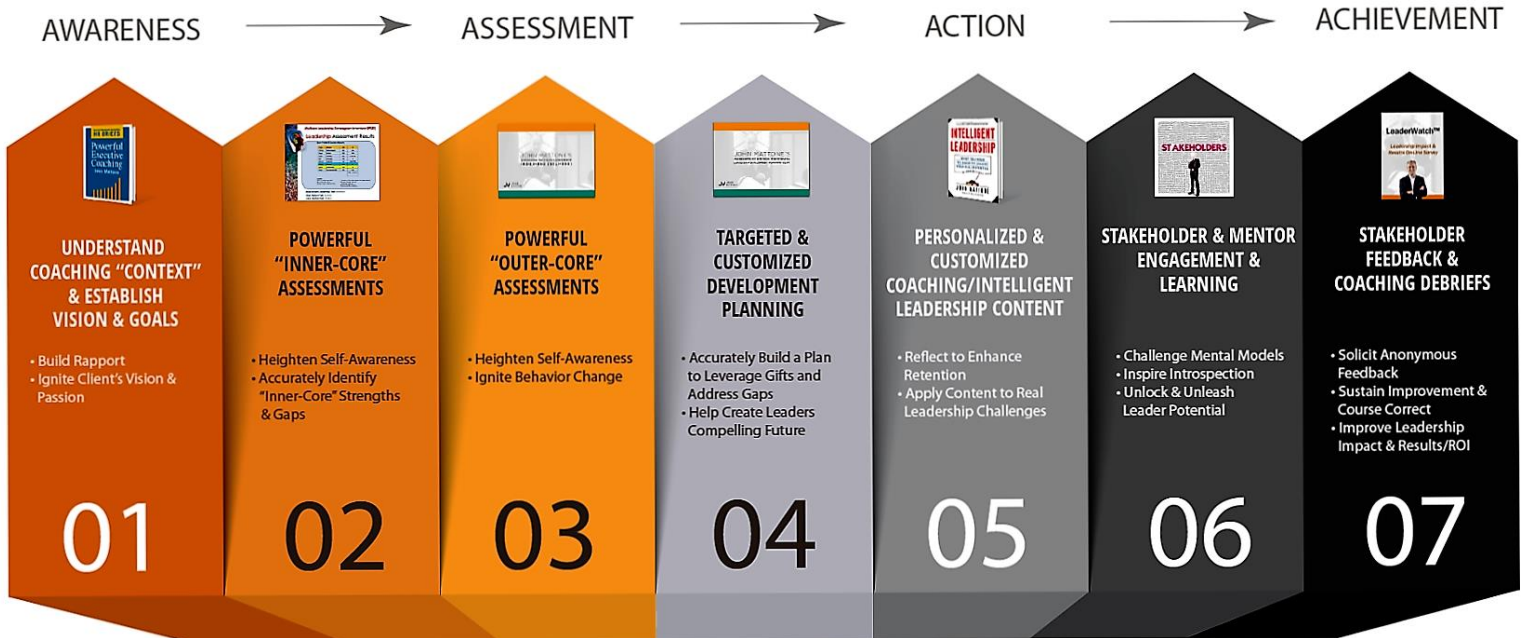 AWARENESS
ASSESSMENT
ACTION
ACHIEVEMENT
Powerful
Executive
Coaching
UNDERSTAND
COACHING “CONTEXT”
& ESTABLISH
VISION & GOALS
• Build Rapport
• Ignite Client’s Vision &
Passion
01
Leadership Assessment Results
POWERFUL
“INNER-CORE”
ASSESSMENTS
• Heighten Self-Awareness
• Accurately Identify
“Inner-Core” Strengths
& Gaps
02
JOHN MATTONE'S
POWERFUL
“OUTER-CORE”
ASSESSMENTS
• Heighten Self-Awareness
• Ignite Behavior Change
03
JOHN MATTONE'S
TARGETED &
CUSTOMIZED
DEVELOPMENT
PLANNING
• Accurately Build a Plan
to Leverage Gifts and
Address Gaps
• Help Create Leaders
Compelling Future
04
INTELLIGENT
LEADERSHIP
JOHN MATTONE
PERSONALIZED &
CUSTOMIZED
COACHING/INTELLIGENT
LEADERSHIP CONTENT
• Reflect to Enhance
Retention
• Apply Content to Real
Leadership Challenges
05
STAKEHOLDERS
STAKEHOLDER & MENTOR
ENGAGEMENT &
LEARNING
• Challenge Mental Models
• Inspire Introspection
• Unlock & Unleash
Leader Potential
06
LeaderWatch™
Leadership Impact &
Results On-Line Survey
STAKEHOLDER
FEEDBACK &
COACHING DEBRIEFS
• Solicit Anonymous
Feedback
• Sustain Improvement &
Course Correct
• Improve Leadership
Impact & Results/ROI
07